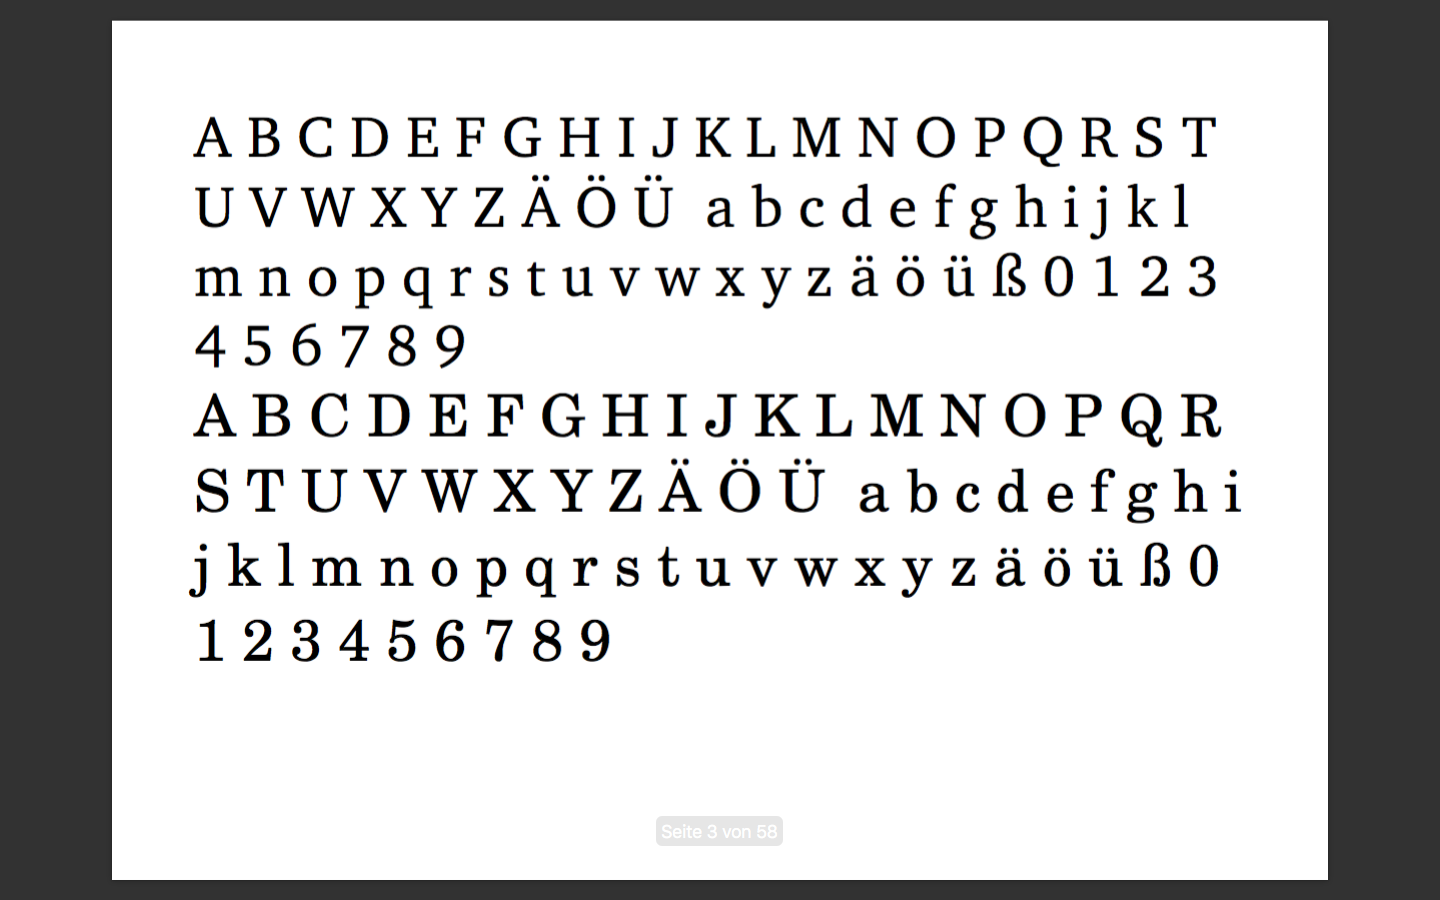 A B C D E F G H I J K L M N O P Q R S T
U V W X Y Z Ä Ö Ü a b c d e f g h i j k l
m n o p q r s t u v w x y z ä ö ü ß 0 1 2 3
4 5 6 7 8 9
A B C D E F G H I J K L M N O P Q R
S T U V W X Y Z Ä Ö Ü a b c d e f g h i
j k l m n o p q r s t u v w x y z ä ö ü ß 0
1 2 3 4 5 6 7 8 9
Seite 3 von 58